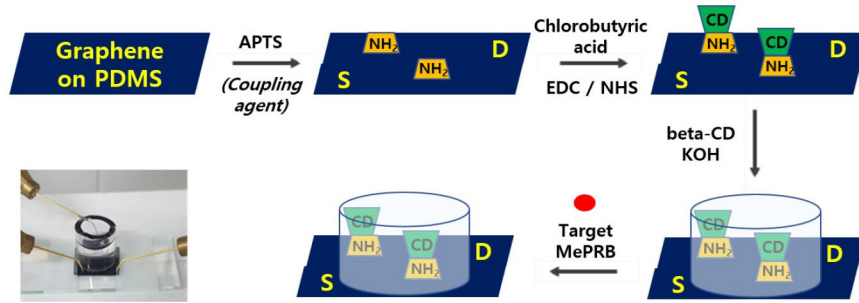 Graphene
on PDMS
APTS
(Coupling
agent)
NH2
NH2
S
D
Chlorobutyric
acid
EDC / NHS
CD
NH2
CD
NH2
S
D
beta-CD
KOH
CD
NH2
CD
NH2
S
D
Target
MePRB
CD
NH2
CD
NH2
S
D